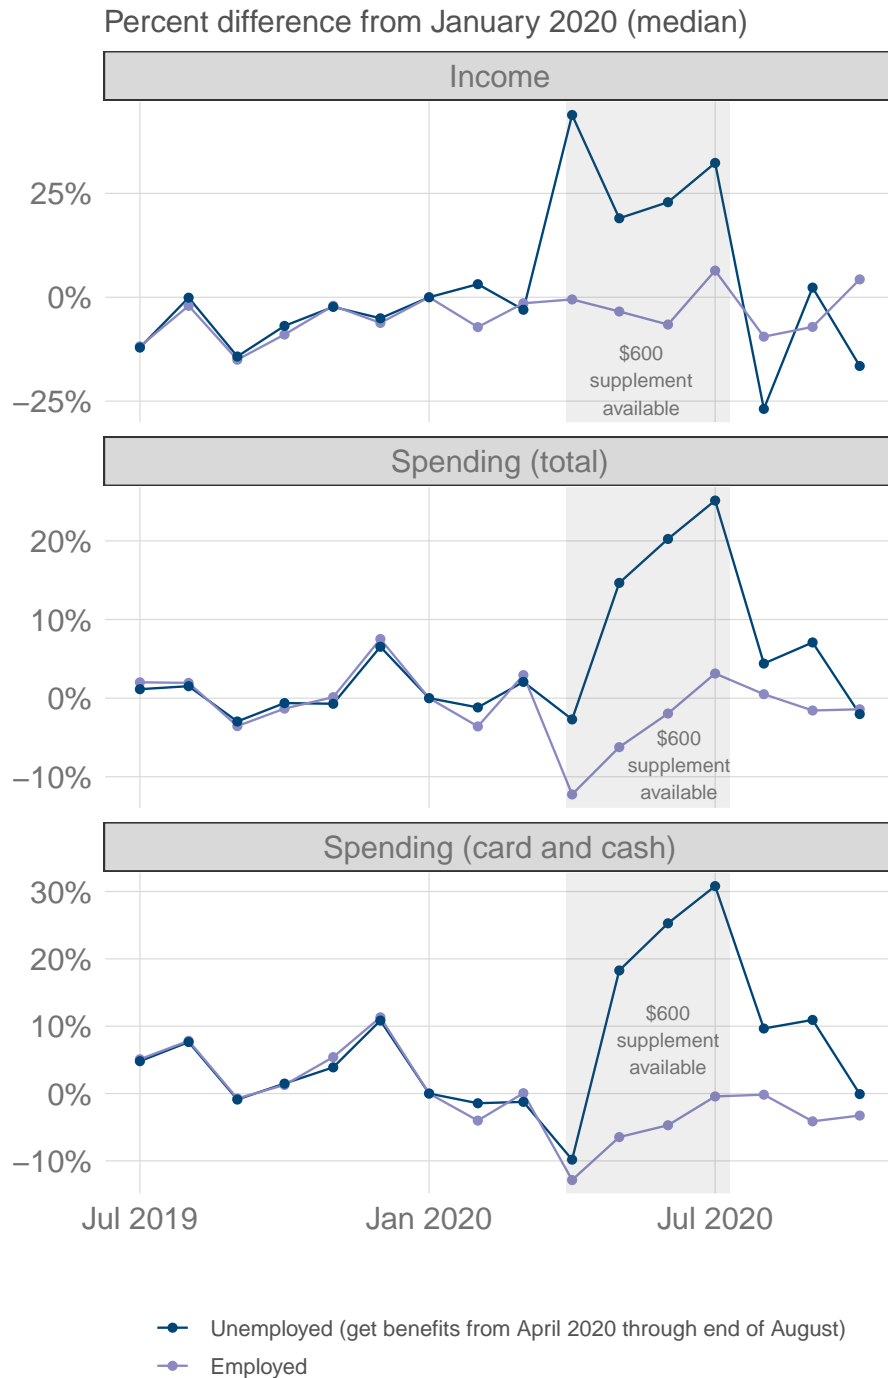 Percent difference from January 2020 (median)
Income
25%
0%
−25%
$600
supplement
available
Spending (total)
20%
10%
0%
−10%
$600
supplement
available
Spending (card and cash)
30%
20%
10%
0%
−10%
$600
supplement
available
Jul 2019 Jan 2020 Jul 2020
Unemployed (get benefits from April 2020 through end of August)
Employed